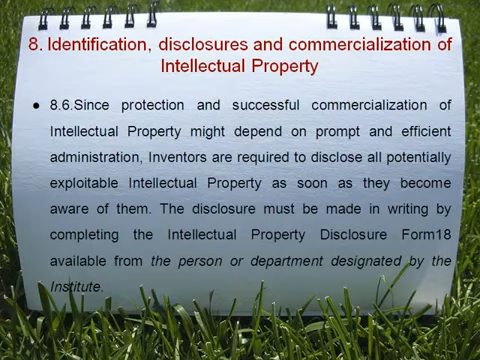 8. Identification, disclosures and commercialization of
Intellectual Property
● 8.6.Since protection and successful commercialization of
Intellectual Property might depend on prompt and efficient
administration, Inventors are required to disclose all potentially
exploitable Intellectual Property as soon as they become
aware of them. The disclosure must be made in writing by
completing the Intellectual Property Disclosure Form18
available from the person or department designated by the
Institute.